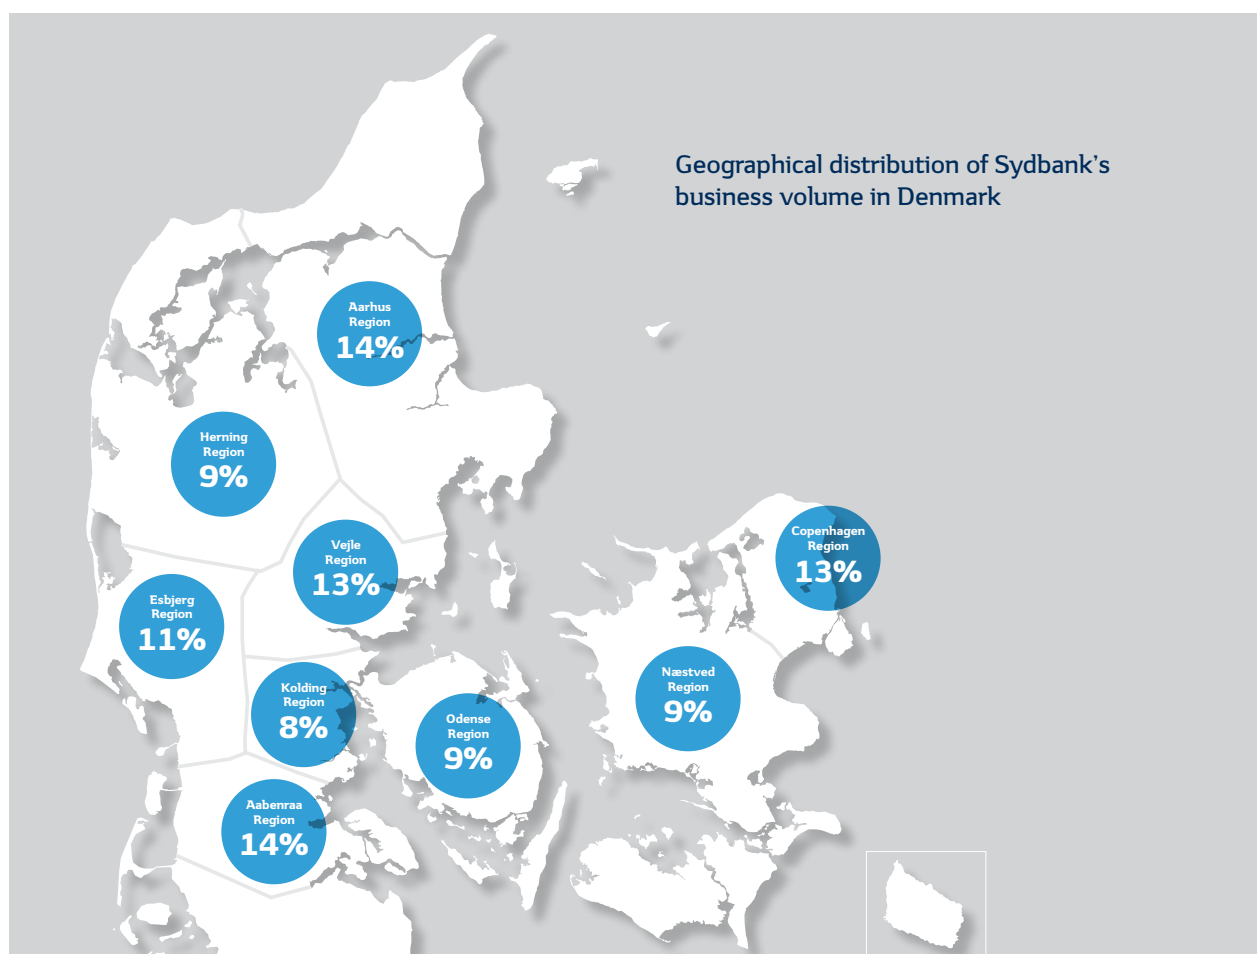 Geographical distribution of Sydbank’s
business volume in Denmark
Aarhus
Region
14%
Herning
Region
9%
Vejle
Region
13%
Copenhagen
Region
13%
Esbjerg
Region
11%
Kolding
Region
8%
Odense
Region
9%
Næstved
Region
9%
Aabenraa
Region
14%